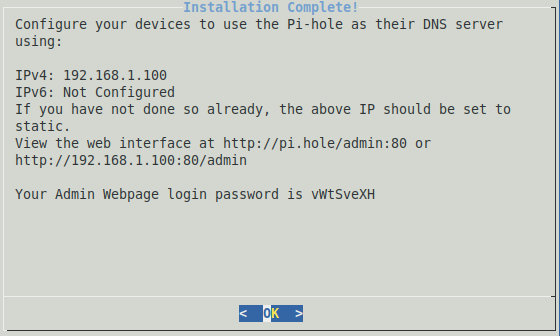 Installation Complete!
Configure your devices to use the Pi-hole as their DNS server
using:
IPv4: 192.168.1.100
IPv6: Not Configured
If you have not done so already, the above IP should be set to
static.
View the web interface at http://pi.hole/admin:80 or
http://192.168.1.100:80/admin
Your Admin Webpage login password is vWtSveXH
<  OK  >